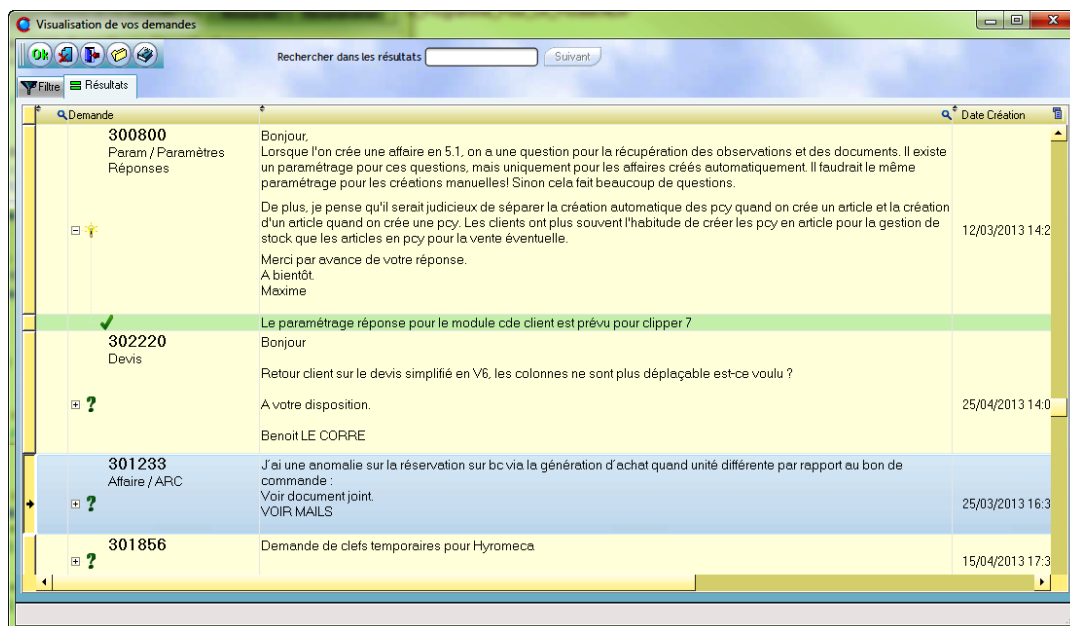 Visualisation de vos demandes
Ok
Rechercher dans les résultats
Suivant
Filtre
Résultats
Demande
Date Création
300800
Param / Paramètres
Réponses
Bonjour,
Lorsque l'on crée une affaire en 5.1, on a une question pour la récupération des observations et des documents. Il existe
un paramétrage pour ces questions, mais uniquement pour les affaires créés automatiquement. Il faudrait le même
paramétrage pour les créations manuelles! Sinon cela fait beaucoup de questions.
De plus, je pense qu'il serait judicieux de séparer la création automatique des pcy quand on crée un article et la création
d'un article quand on crée une pcy. Les clients ont plus souvent l'habitude de créer les pcy en article pour la gestion de
stock que les articles en pcy pour la vente éventuelle.
Merci par avance de votre réponse.
A bientôt.
Maxime
12/03/2013 14:2
Le paramétrage réponse pour le module cde client est prévu pour clipper 7
302220
Devis
Bonjour
Retour client sur le devis simplifié en V6, les colonnes ne sont plus déplaçable est-ce voulu ?
A votre disposition.
Benoit LE CORRE
25/04/2013 14:0
301233
Affaire / ARC
J'ai une anomalie sur la réservation sur bc via la génération d'achat quand unité différente par rapport au bon de
commande :
Voir document joint.
VOIR MAILS
25/03/2013 16:3
301856
Demande de clefs temporaires pour Hyromeca
15/04/2013 17:3